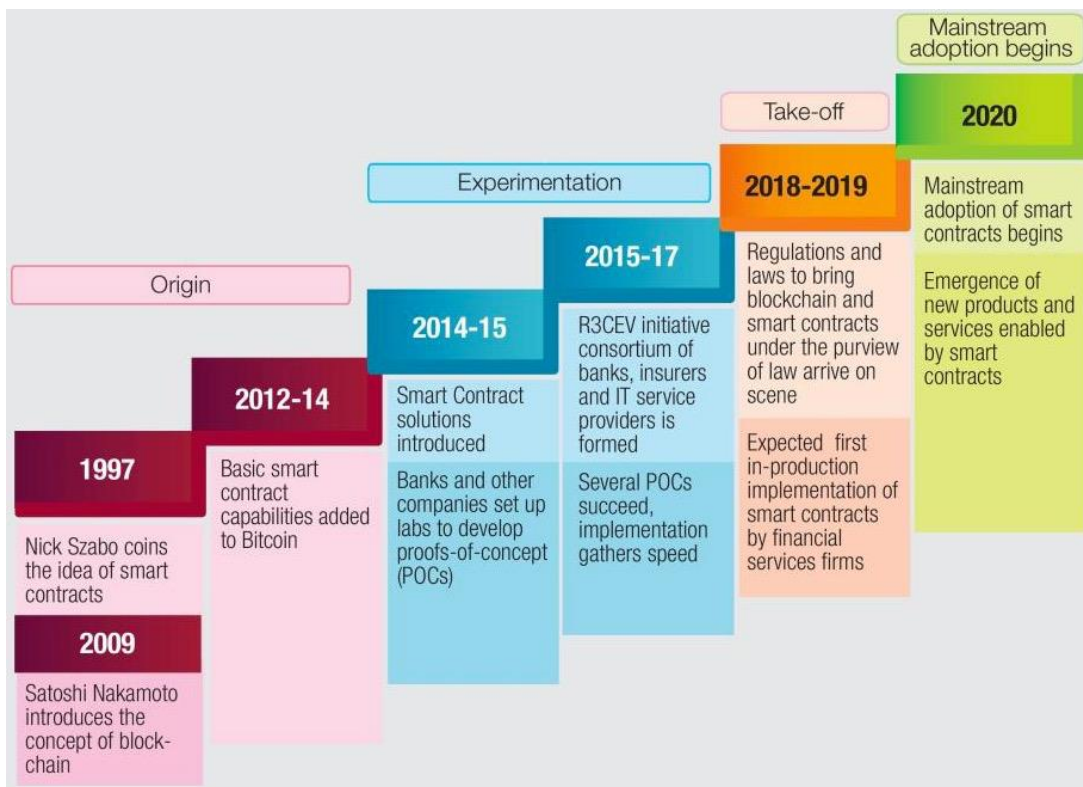 Origin
1997
Nick Szabo coins
the idea of smart
contracts
2009
Satoshi Nakamoto
introduces the
concept of block-
chain
2012-14
Basic smart
contract
capabilities added
to Bitcoin
Experimentation
2014-15
Smart Contract
solutions
introduced
Banks and other
companies set up
labs to develop
proofs-of-concept
(POCs)
2015-17
R3CEV initiative
consortium of
banks, insurers
and IT service
providers is
formed
Several POCs
succeed,
implementation
gathers speed
Take-off
2018-2019
Regulations and
laws to bring
blockchain and
smart contracts
under the purview
of law arrive on
scene
Expected first
in-production
implementation of
smart contracts
by financial
services firms
Mainstream
adoption begins
2020
Mainstream
adoption of smart
contracts begins
Emergence of
new products and
services enabled
by smart
contracts